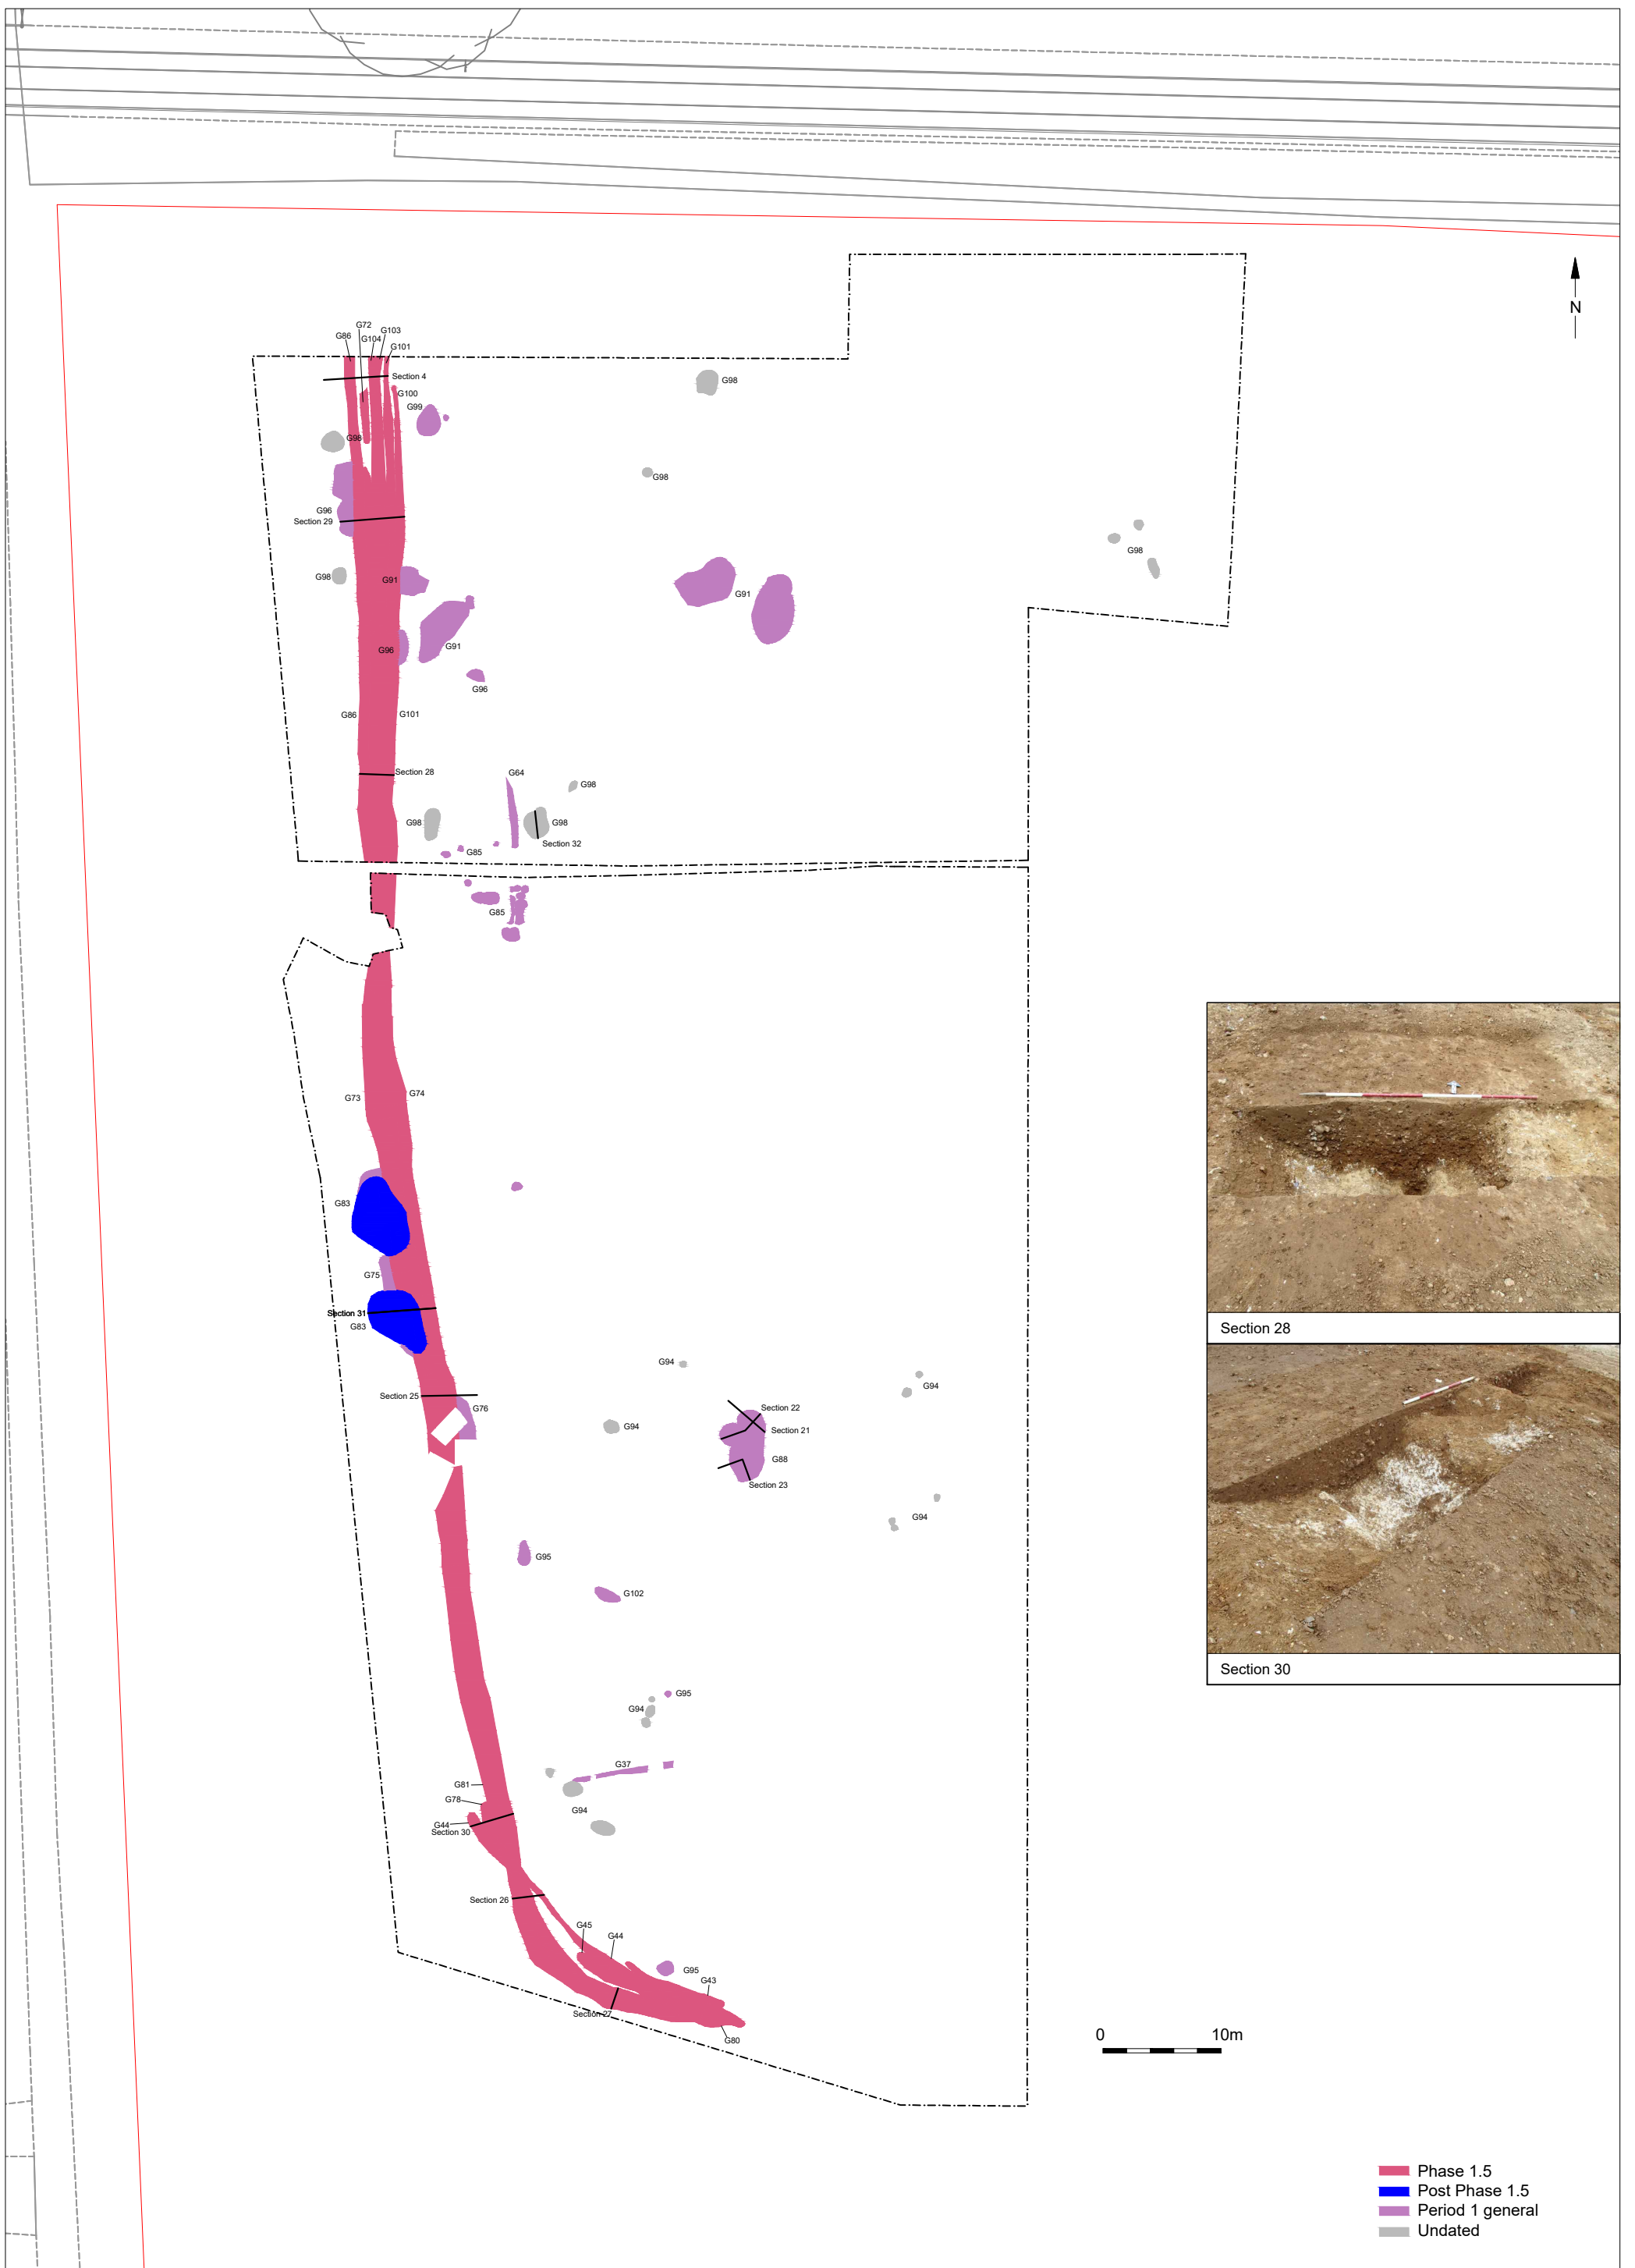 N
G72
G103
G86
G104
G101
Section 4
G98
G100
G99
G98
G98
G96
Section 29
G98
G98
G91
G91
G91
G96
G96
G86
G101
Section 28
G64
G98
G98
G98
Section 32
G85
G85
G73
G74
G83
G75
Section 31
G83
Section 28
G94
G94
Section 25
G76
Section 22
G94
Section 21
G88
Section 23
G94
G95
G102
Section 30
G95
G94
G37
G81
G78
G94
G44
Section 30
Section 26
G45
G44
G95
G43
Section 27
G80
0 10m
Phase 1.5
Post Phase 1.5
Period 1 general
Undated